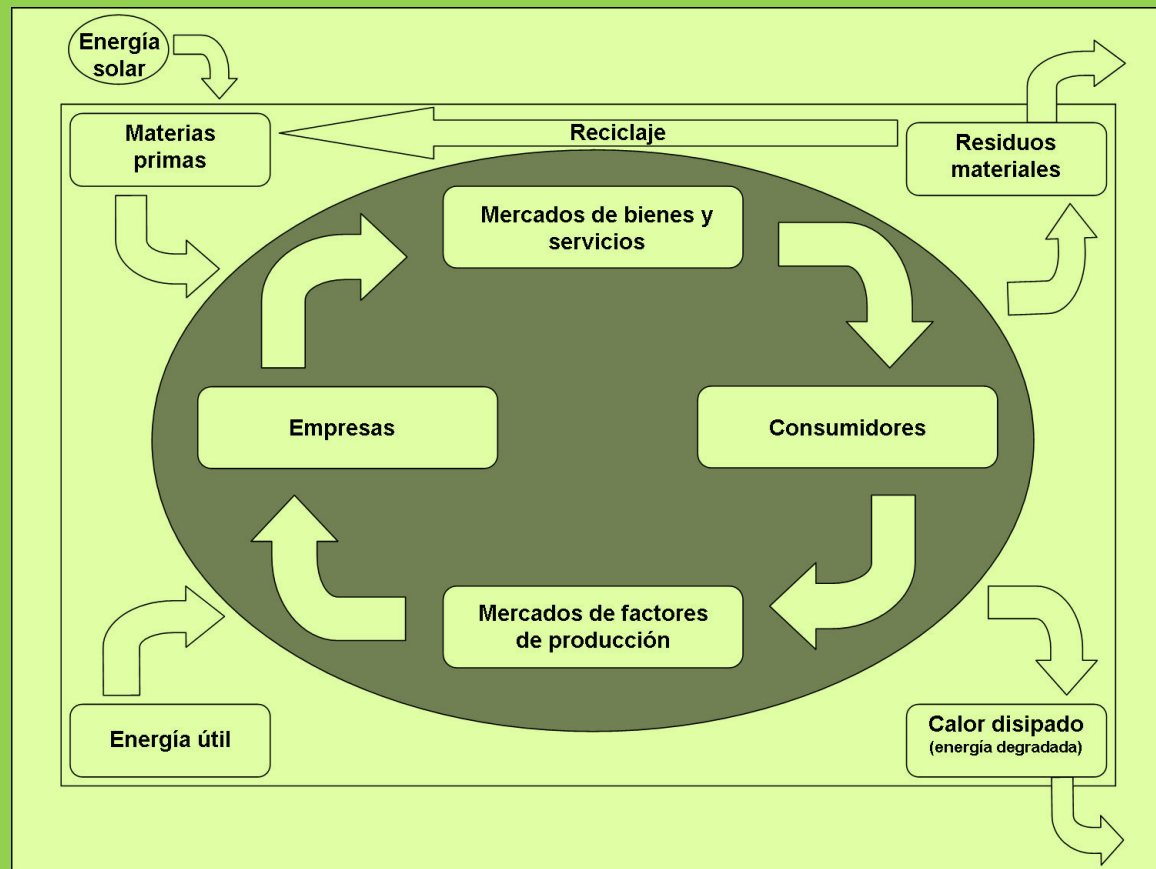 Energía
solar
Materias
primas
Reciclaje
Residuos
materiales
Mercados de bienes y
servicios
Empresas
Consumidores
Mercados de factores
de producción
Energía útil
Calor disipado
(energía degradada)